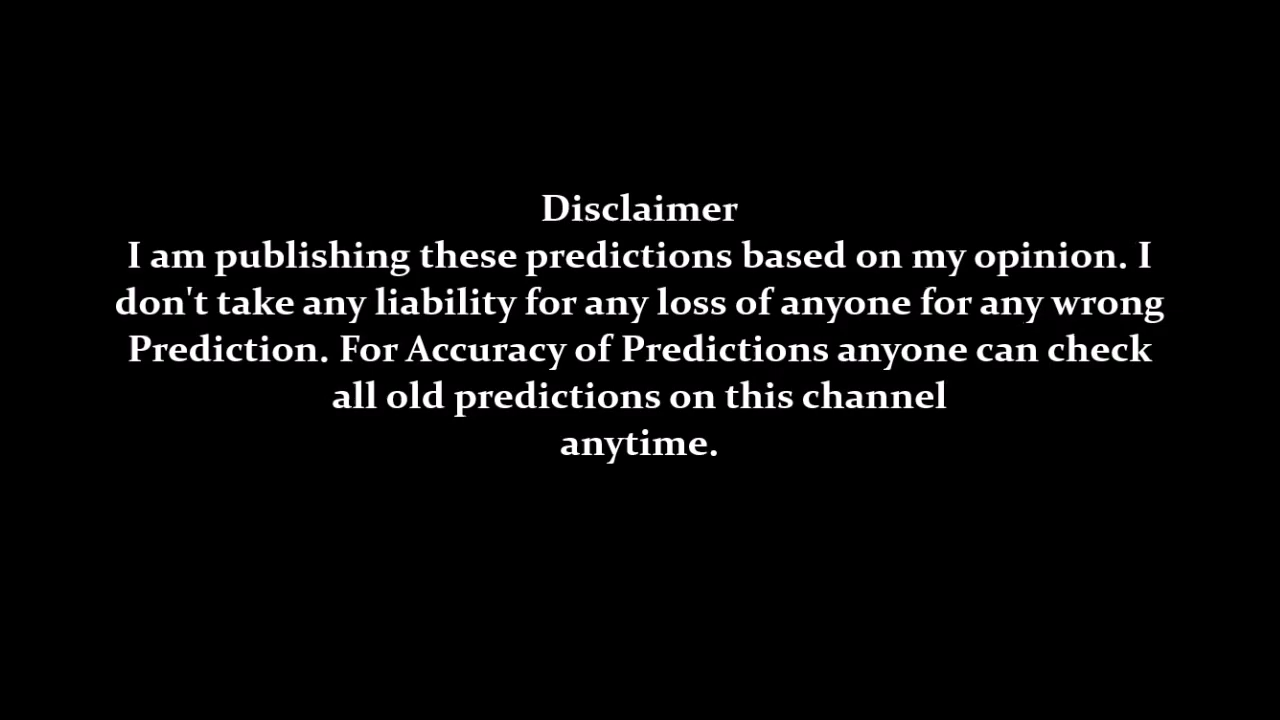 Disclaimer
I am publishing these predictions based on my opinion. I
don't take any liability for any loss of anyone for any wrong
Prediction. For Accuracy of Predictions anyone can check
all old predictions on this channel
anytime.